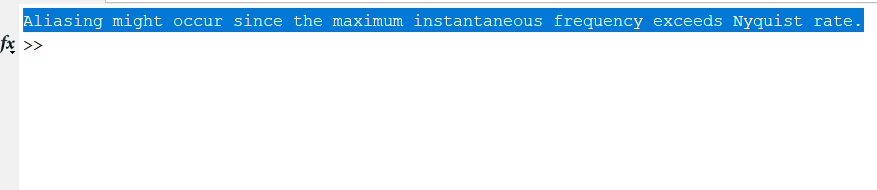 Aliasing might occur since the maximum instantaneous frequency exceeds Nyquist rate.
fx >>